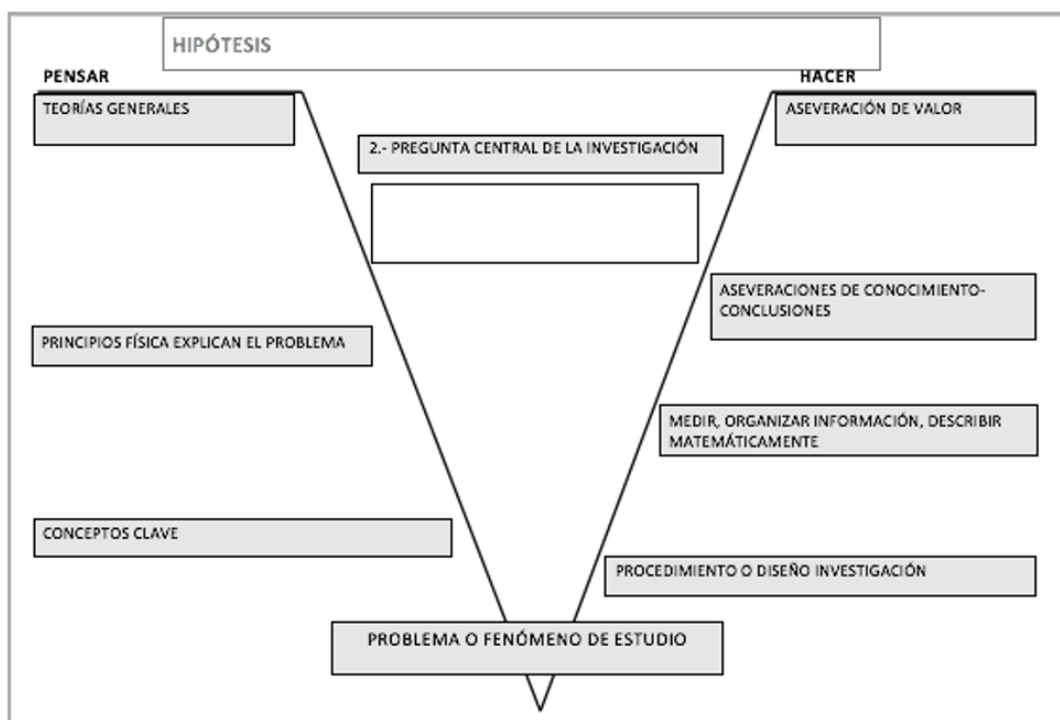 HIPÓTESIS
PENSAR
HACER
TEORÍAS GENERALES
ASEVERACIÓN DE VALOR
2.- PREGUNTA CENTRAL DE LA INVESTIGACIÓN
ASEVERACIONES DE CONOCIMIENTO-
CONCLUSIONES
PRINCIPIOS FÍSICA EXPLICAN EL PROBLEMA
MEDIR, ORGANIZAR INFORMACIÓN, DESCRIBIR
MATEMÁTICAMENTE
CONCEPTOS CLAVE
PROCEDIMIENTO O DISEÑO INVESTIGACIÓN
PROBLEMA O FENÓMENO DE ESTUDIO